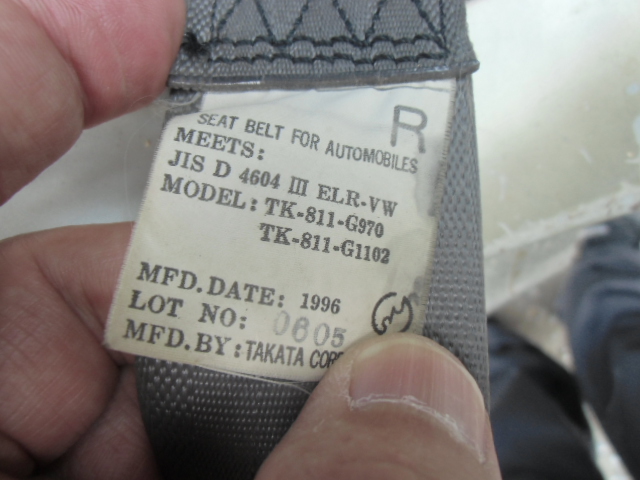 R
SEAT BELT FOR AUTOMOBILES
MEETS:
JIS D 4604 III ELR-VW
MODEL: TK-811-G970
TK-811-G1102
MFD.DATE: 1996
LOT NO: 0605
MFD.BY: TAKATA CORP